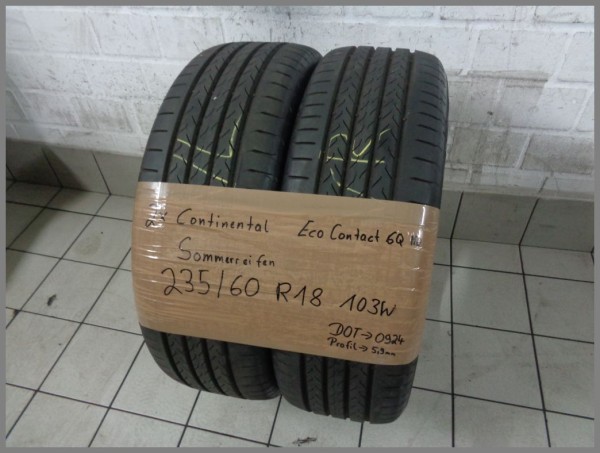 Continental Eco Contact 6Q
Sommerreifen
235/60 R18 103W
DOT→0924
Profil→5,9mm